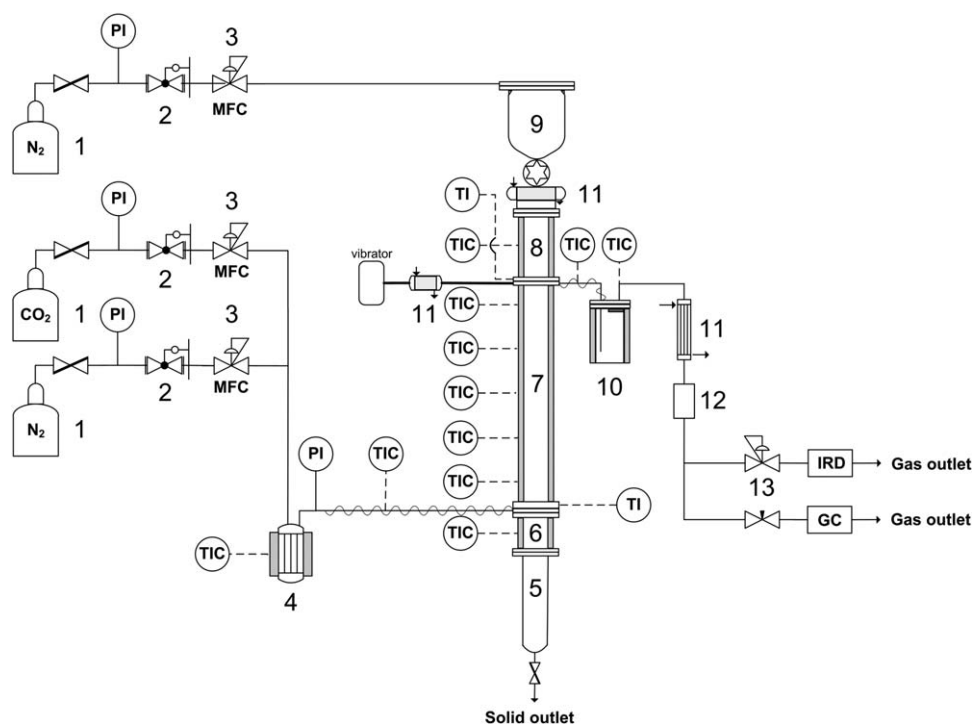 PI
3
N₂
1
2
MFC
9
PI
3
TI
11
TIC
8
TIC
TIC
CO₂
1
2
MFC
vibrator
11
TIC
11
PI
3
TIC
7
10
N₂
1
2
MFC
TIC
12
TIC
PI
TIC
TIC
TI
13
IRD
Gas outlet
TIC
6
GC
Gas outlet
TIC
4
5
Solid outlet